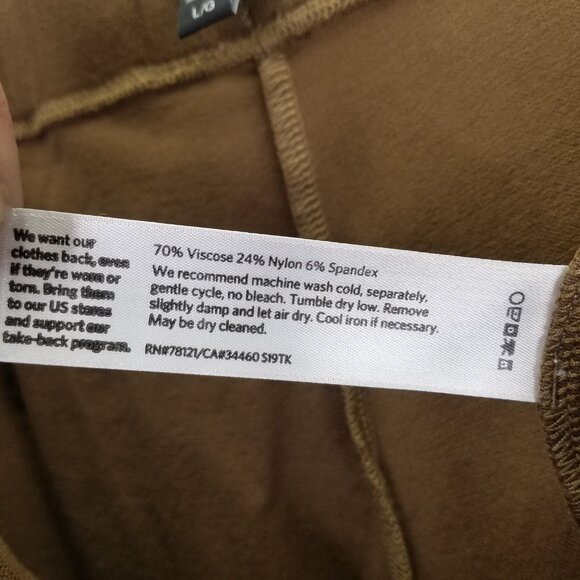 L/G
We want our
clothes back, even
if they're worn or
torn. Bring them
to our US stores
and support our
take-back program.
70% Viscose 24% Nylon 6% Spandex
We recommend machine wash cold, separately,
gentle cycle, no bleach. Tumble dry low. Remove
slightly damp and let air dry. Cool iron if necessary.
May be dry cleaned.
RN#78121/CA#34460 S19TK